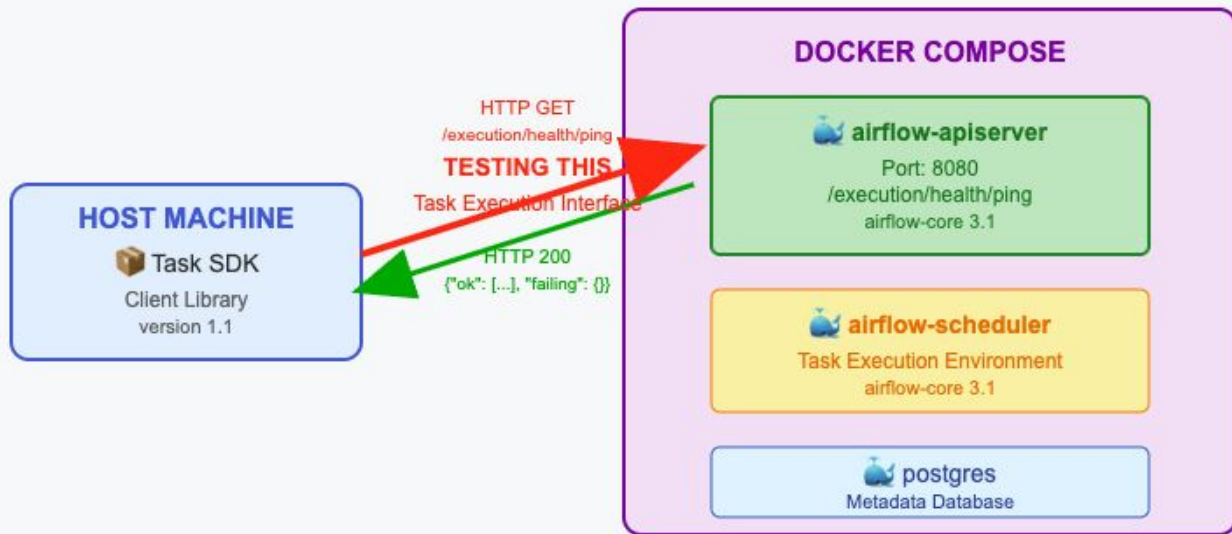 DOCKER COMPOSE
HTTP GET
/execution/health/ping
TESTING THIS
Task Execution Interface
HTTP 200
{"ok": [...], "failing": {}}
HOST MACHINE
Task SDK
Client Library
version 1.1
airflow-apiserver
Port: 8080
/execution/health/ping
airflow-core 3.1
airflow-scheduler
Task Execution Environment
airflow-core 3.1
postgres
Metadata Database